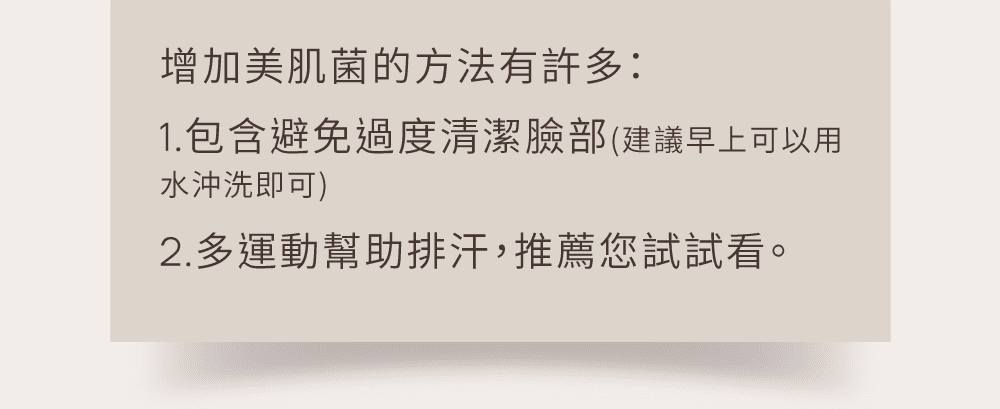 增加美肌菌的方法有許多：
1.包含避免過度清潔臉部(建議早上可以用
水沖洗即可)
2.多運動幫助排汗，推薦您試試看。